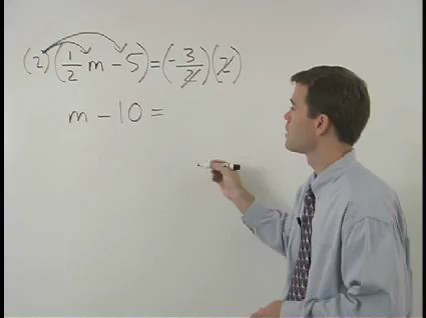 (2)(1/2 m - 5) = (-3/2)(2)
m - 10 =